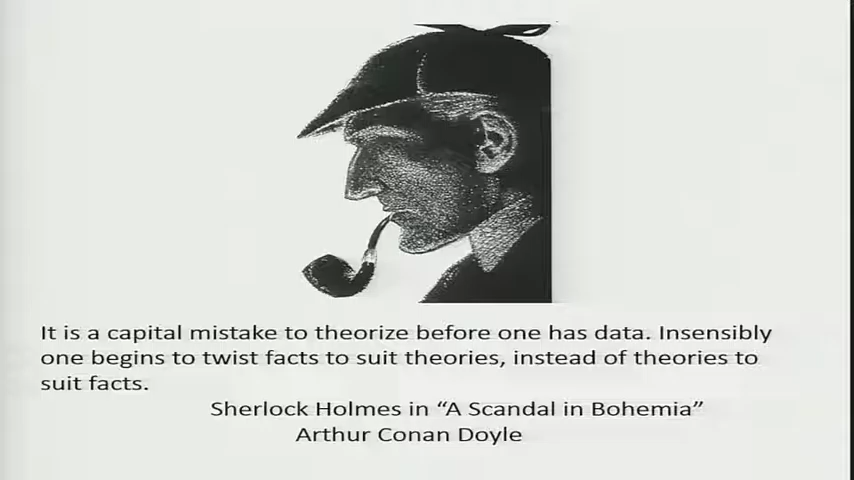 It is a capital mistake to theorize before one has data. Insensibly
one begins to twist facts to suit theories, instead of theories to
suit facts.
Sherlock Holmes in “A Scandal in Bohemia”
Arthur Conan Doyle